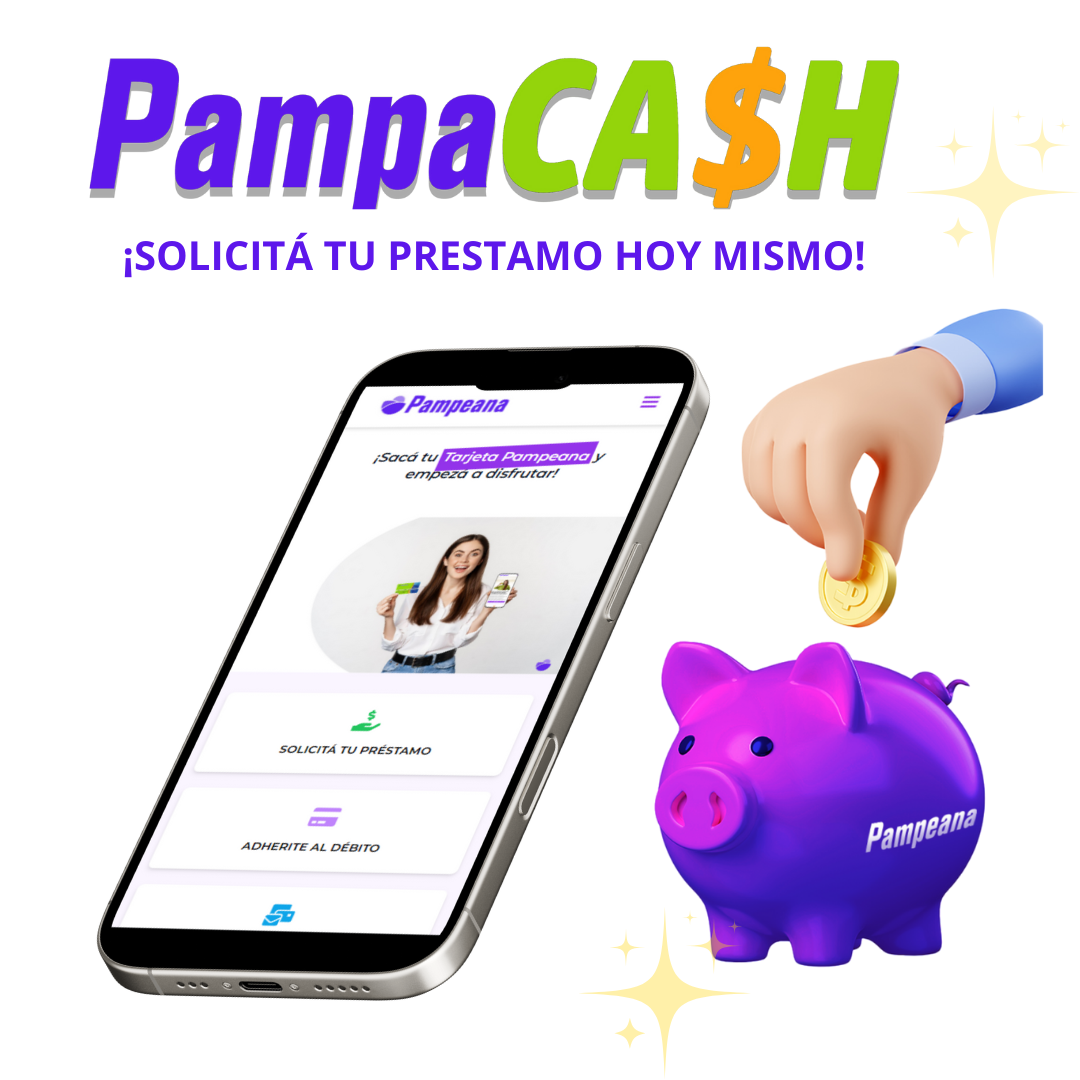 PampaCA$H
¡SOLICITÁ TU PRESTAMO HOY MISMO!
Pampeana
¡Sacá tu Tarjeta Pampeana y
empezá a disfrutar!
SOLICITÁ TU PRÉSTAMO
ADHERITE AL DÉBITO
Pampeana